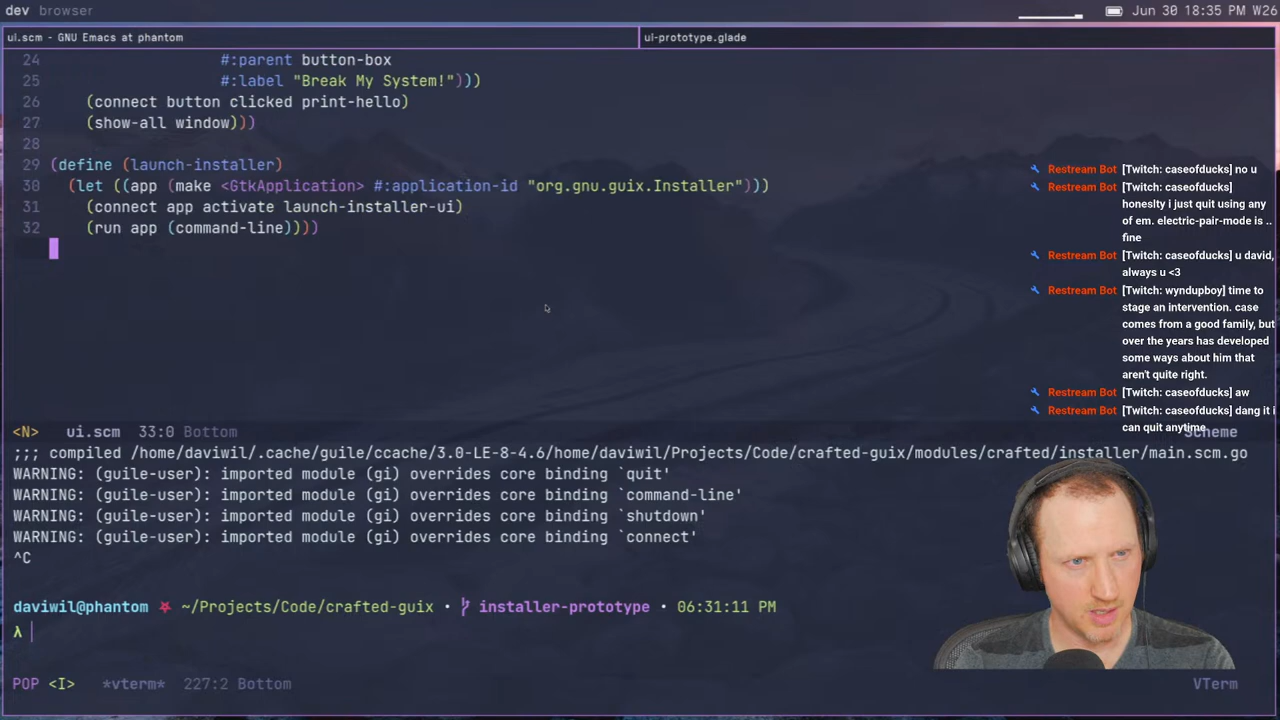 dev browser
Jun 30 18:35 PM W26
ui.scm - GNU Emacs at phantom
ui-prototype.glade
24 #:parent button-box
25 #:label "Break My System!")))
26 (connect button clicked print-hello)
27 (show-all window)))
28
29 (define (launch-installer)
30 (let ((app (make <GtkApplication> #:application-id "org.gnu.guix.Installer")))
31 (connect app activate launch-installer-ui)
32 (run app (command-line))))
<N> ui.scm 33:0 Bottom
Scheme
;;; compiled /home/daviwil/.cache/guile/ccache/3.0-LE-8-4.6/home/daviwil/Projects/Code/crafted-guix/modules/crafted/installer/main.scm.go
WARNING: (guile-user): imported module (gi) overrides core binding `quit'
WARNING: (guile-user): imported module (gi) overrides core binding `command-line'
WARNING: (guile-user): imported module (gi) overrides core binding `shutdown'
WARNING: (guile-user): imported module (gi) overrides core binding `connect'
^C
daviwil@phantom ~/Projects/Code/crafted-guix • installer-prototype • 06:31:11 PM
λ
POP <I> *vterm* 227:2 Bottom
VTerm
Restream Bot [Twitch: caseofducks] no u
Restream Bot [Twitch: caseofducks]
honeslty i just quit using any
of em. electric-pair-mode is ..
fine
Restream Bot [Twitch: caseofducks] u david,
always u <3
Restream Bot [Twitch: wyndupboy] time to
stage an intervention. case
comes from a good family, but
over the years has developed
some ways about him that
aren't quite right.
Restream Bot [Twitch: caseofducks] aw
Restream Bot [Twitch: caseofducks] dang it i
can quit anytime